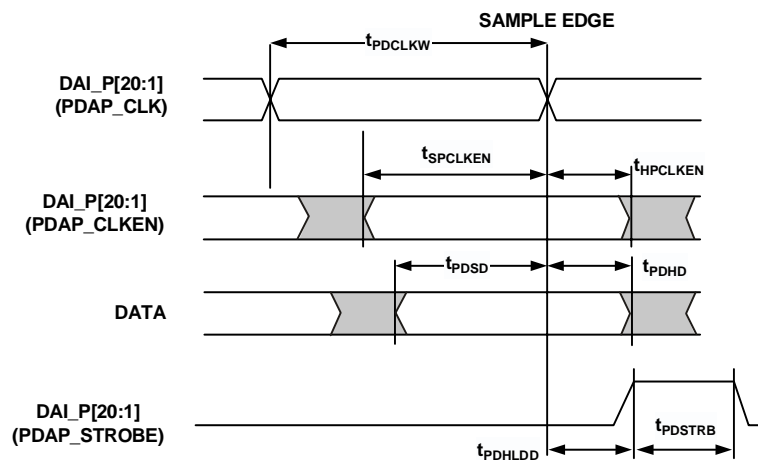 SAMPLE EDGE
tPDCLKW
DAI_P[20:1]
(PDAP_CLK)
tSPCLKEN
tHPCLKEN
DAI_P[20:1]
(PDAP_CLKEN)
tPDSD
tPDHD
DATA
DAI_P[20:1]
(PDAP_STROBE)
tPDHLDD
tPDSTRB